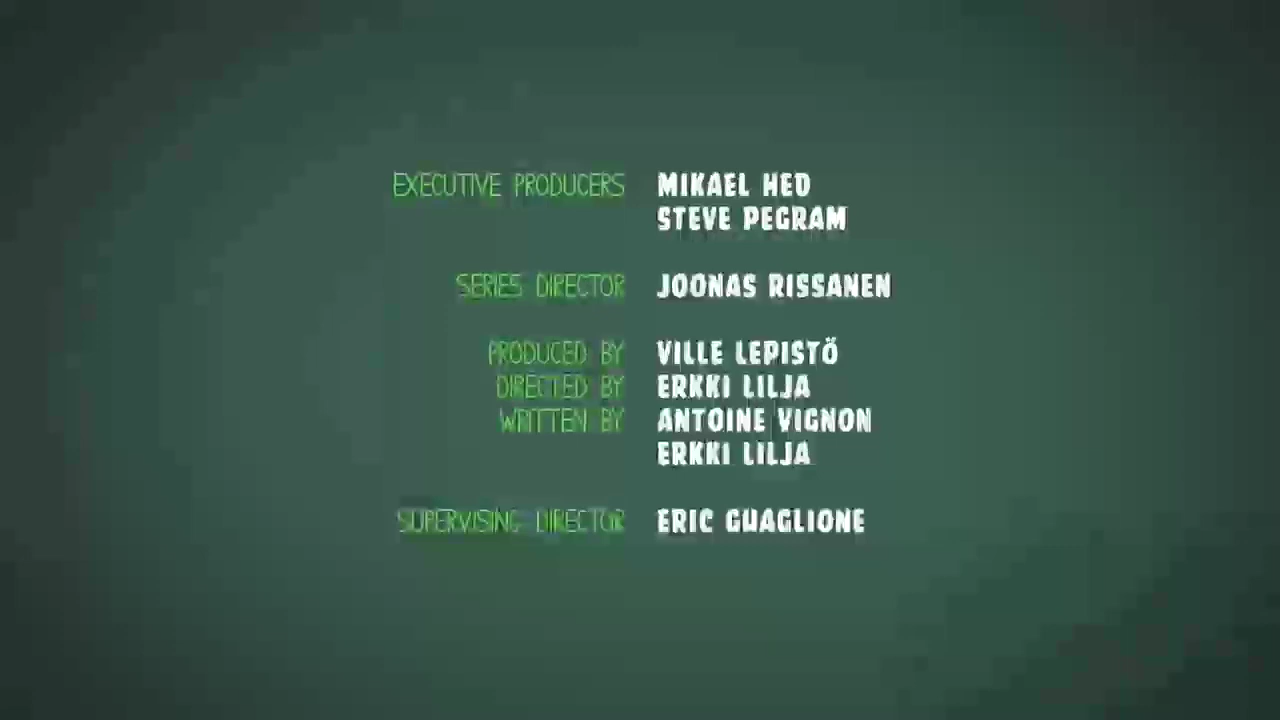 EXECUTIVE PRODUCERS MIKAEL HED
STEVE PEGRAM
SERIES DIRECTOR JOONAS RISSANEN
PRODUCED BY VILLE LEPISTÖ
DIRECTED BY ERKKI LILJA
WRITTEN BY ANTOINE VIGNON
ERKKI LILJA
SUPERVISING DIRECTOR ERIC GUAGLIONE